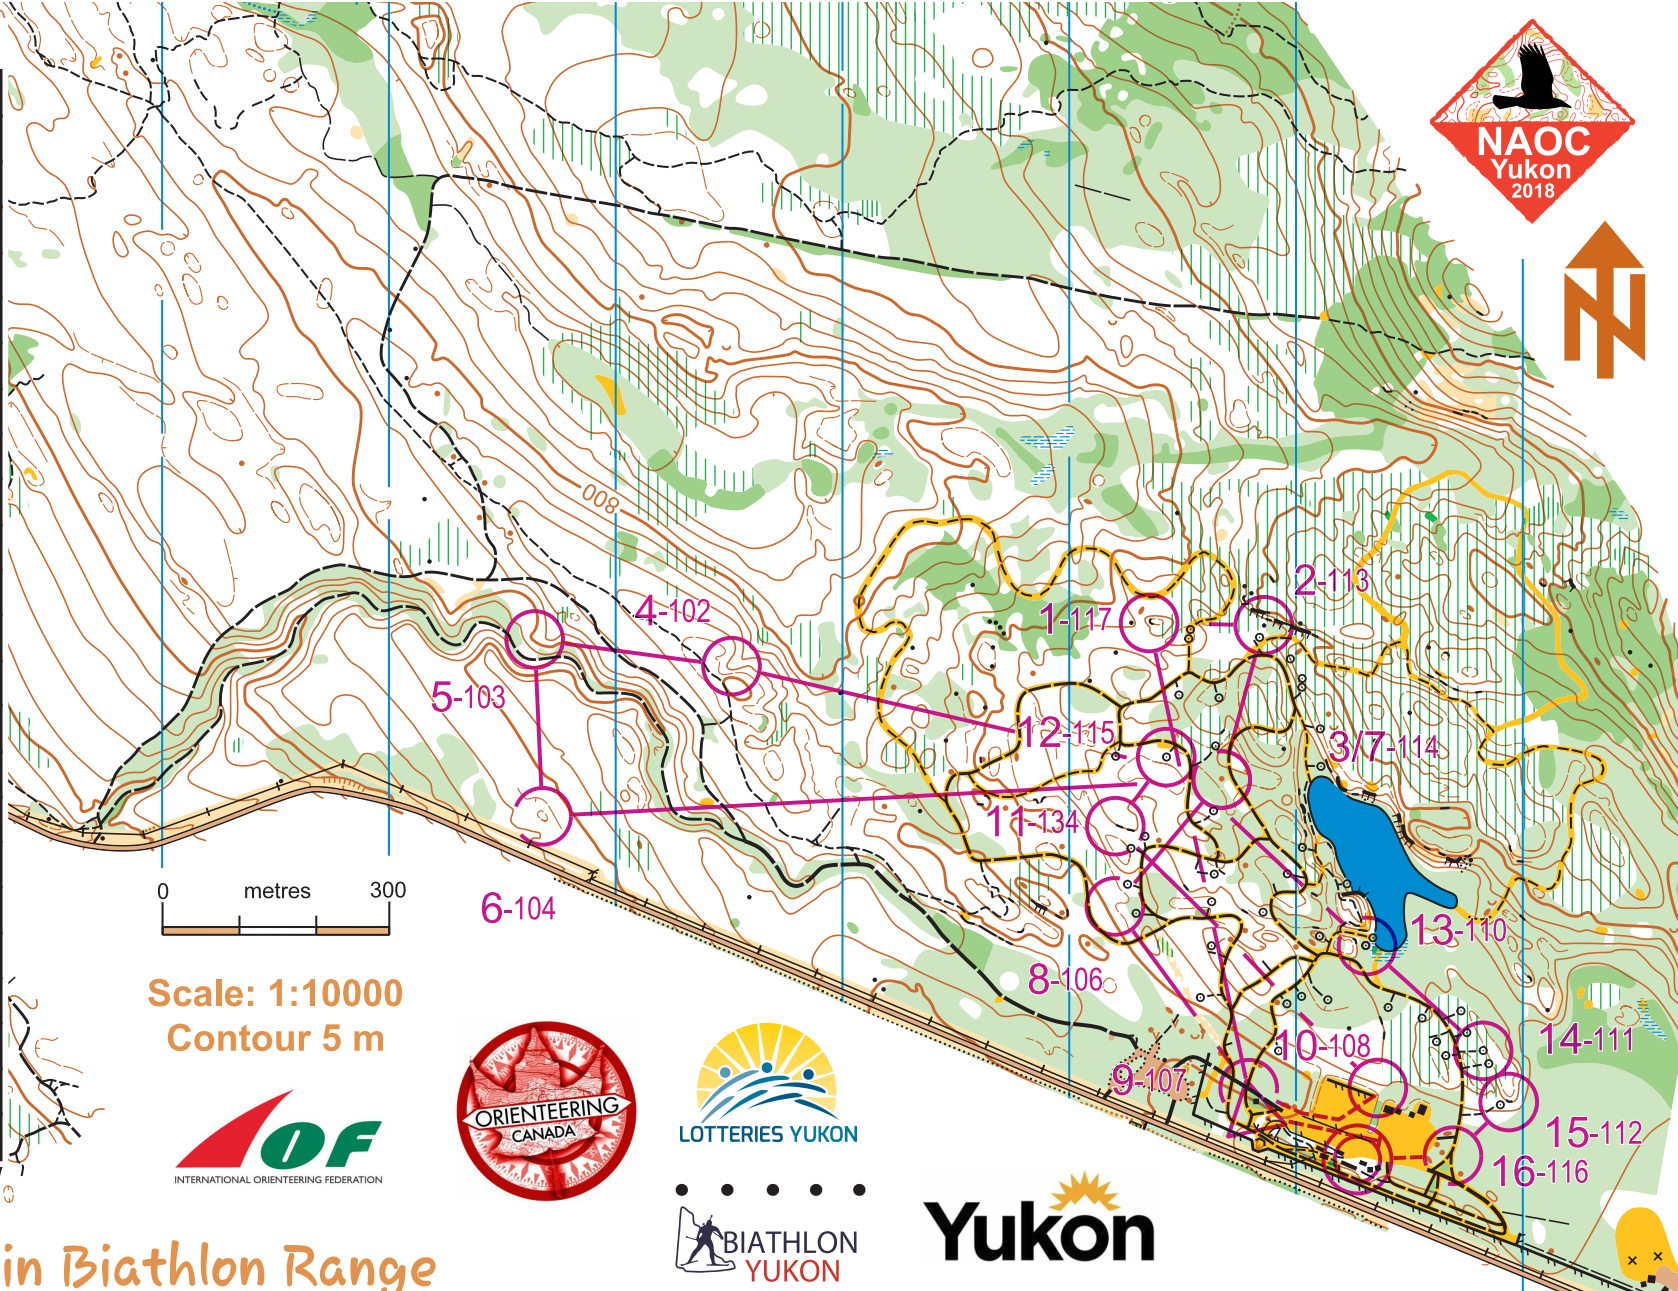 NAOC
Yukon
2018
N
800
2-113
4-102
1-117
5-103
12-115
3/7-114
11-134
6-104
13-110
8-106
14-111
10-108
9-107
15-112
16-116
0 metres 300
Scale: 1:10000
Contour 5 m
IOF
INTERNATIONAL ORIENTEERING FEDERATION
ORIENTEERING
CANADA
LOTTERIES YUKON
BIATHLON
YUKON
Yukon
in Biathlon Range